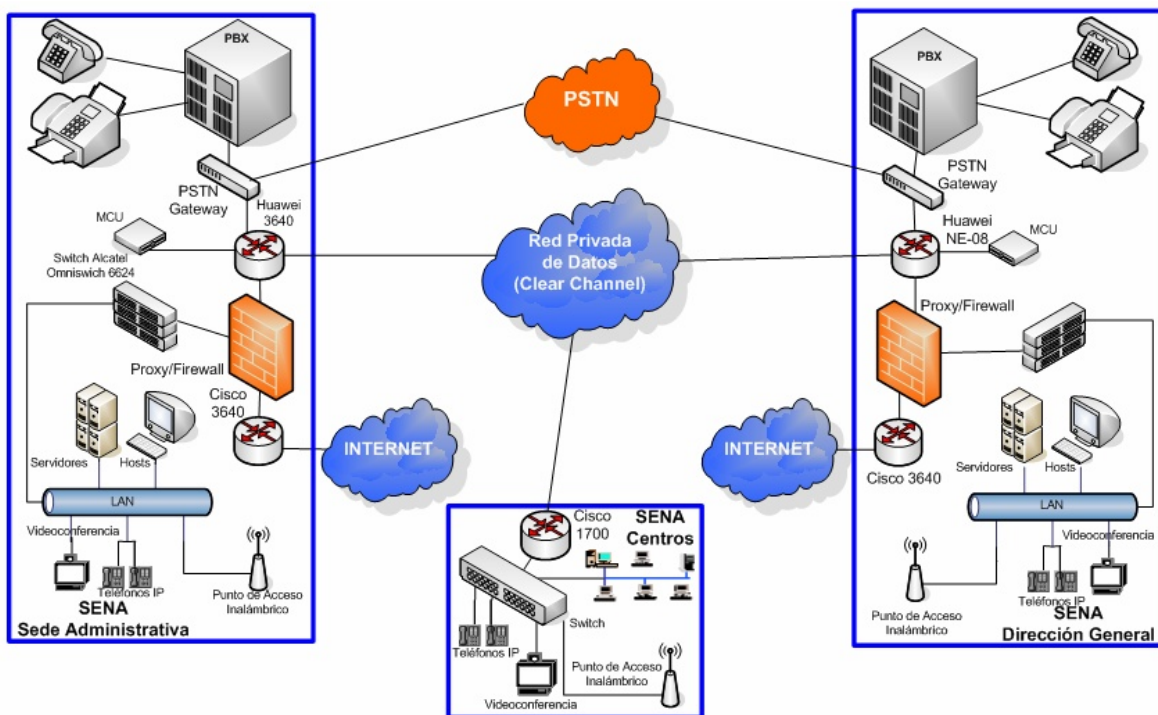 PBX
PSTN
Gateway
Huawei
3640
MCU
Switch Alcatel
Omniswich 6624
Proxy/Firewall
Cisco
3640
Servidores
Hosts
LAN
Videoconferencia
Teléfonos IP
Punto de Acceso
Inalámbrico
SENA
Sede Administrativa
PSTN
Red Privada
de Datos
(Clear Channel)
INTERNET
INTERNET
Cisco
1700
SENA
Centros
Switch
Teléfonos IP
Punto de Acceso
Inalámbrico
Videoconferencia
PBX
PSTN
Gateway
Huawei
NE-08
MCU
Proxy/Firewall
Cisco 3640
Servidores
Hosts
LAN
Videoconferencia
Teléfonos IP
Punto de Acceso
Inalámbrico
SENA
Dirección General